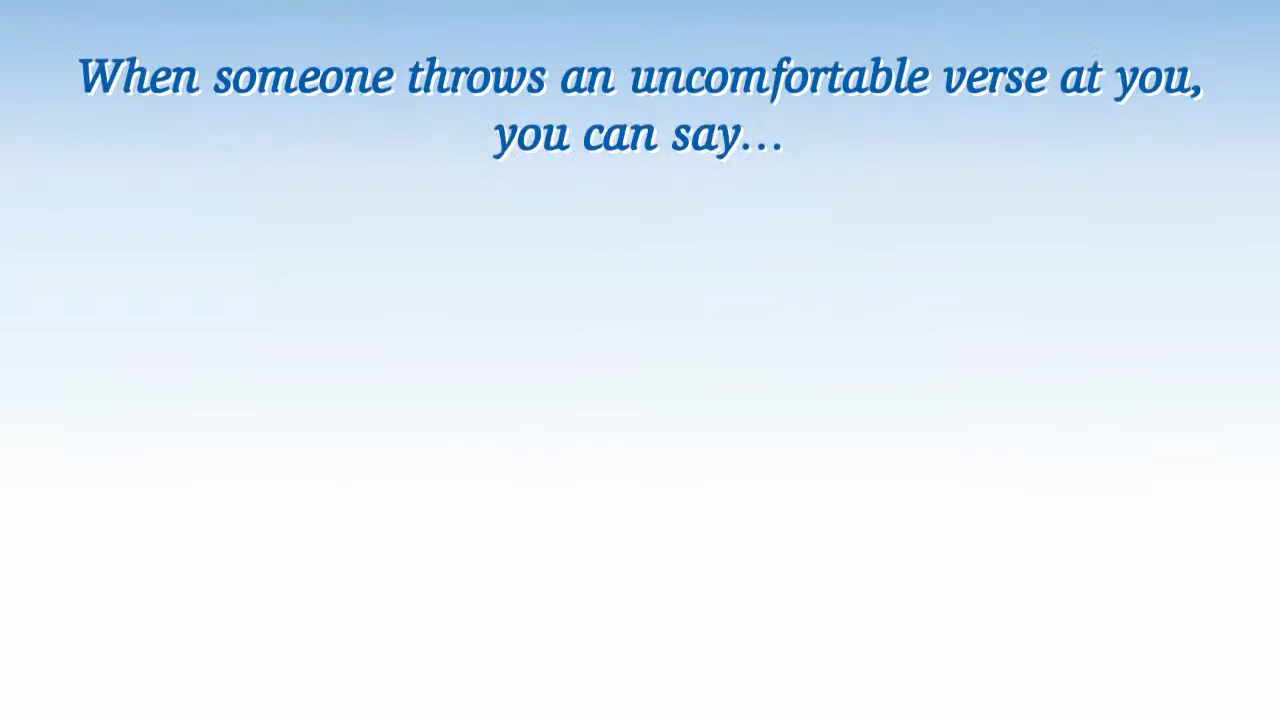 When someone throws an uncomfortable verse at you,
you can say…